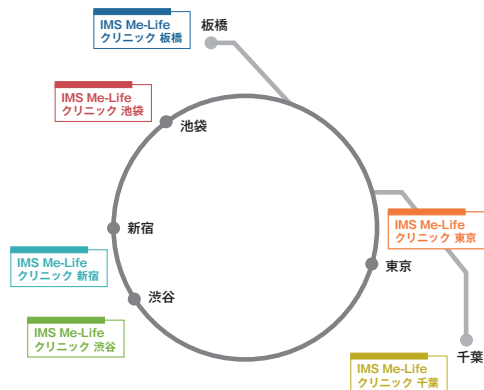 IMS Me-Life
クリニック 板橋
板橋
IMS Me-Life
クリニック 池袋
池袋
新宿
IMS Me-Life
クリニック 東京
IMS Me-Life
クリニック 新宿
東京
渋谷
IMS Me-Life
クリニック 渋谷
千葉
IMS Me-Life
クリニック 千葉